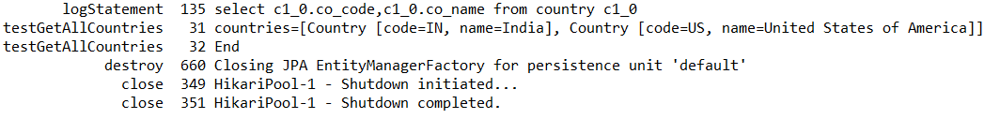 logStatement 135 select c1_0.co_code,c1_0.co_name from country c1_0
testGetAllCountries 31 countries=[Country [code=IN, name=India], Country [code=US, name=United States of America]]
testGetAllCountries 32 End
destroy 660 Closing JPA EntityManagerFactory for persistence unit 'default'
close 349 HikariPool-1 - Shutdown initiated...
close 351 HikariPool-1 - Shutdown completed.